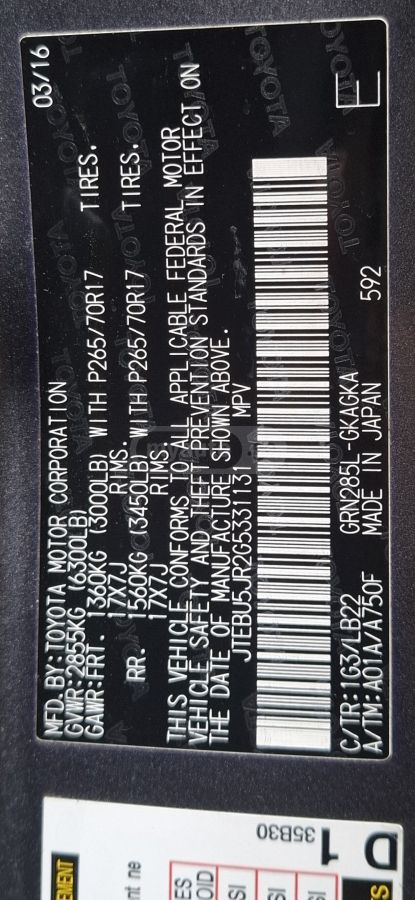 MFD. BY: TOYOTA MOTOR CORPORATION 03/16
GVWR: 2855KG (6300LB)
GAWR: FRT. 1360KG (3000LB) WITH P265/70R17 TIRES.
17X7J RIMS.
RR. 1560KG (3450LB) WITH P265/70R17 TIRES.
17X7J RIMS.
THIS VEHICLE CONFORMS TO ALL APPLICABLE FEDERAL MOTOR
VEHICLE SAFETY AND THEFT PREVENTION STANDARDS IN EFFECT ON
THE DATE OF MANUFACTURE SHOWN ABOVE.
JTEBU5JR2G5331131 MPV
C/TR: 1G3/LB22 GRN285L GKAGKA
A/TM: A01A/A750F MADE IN JAPAN 592
E
TOYOTA
D1
35B30